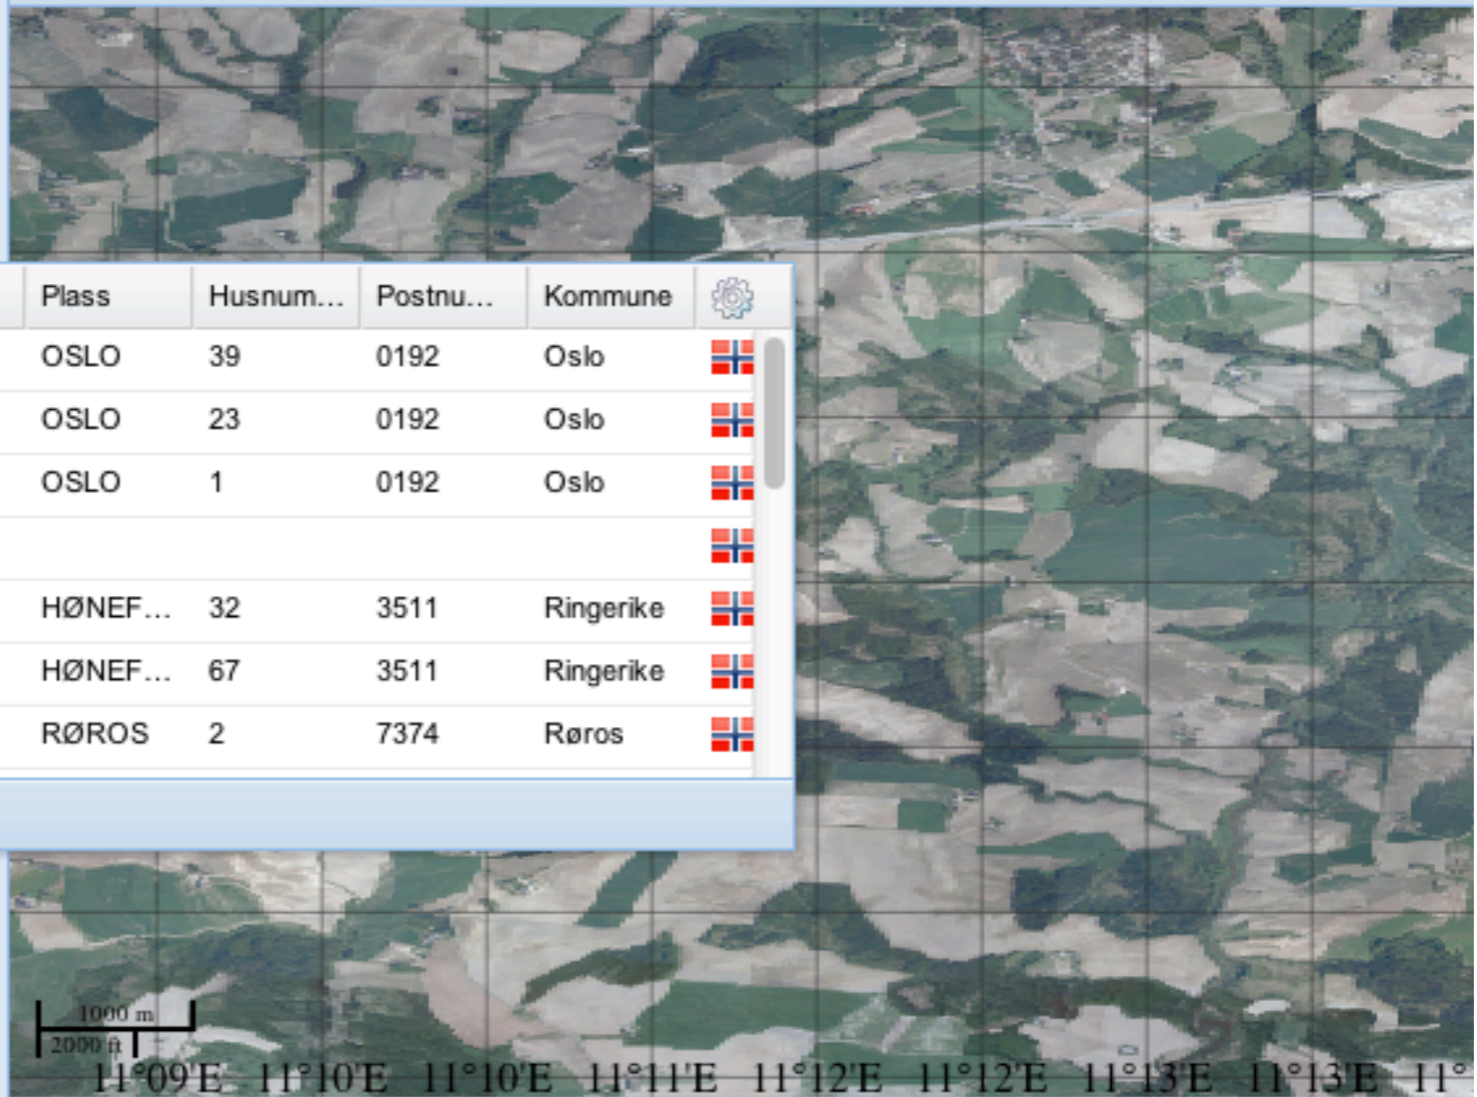 Plass Husnum... Postnu... Kommune
OSLO 39 0192 Oslo
OSLO 23 0192 Oslo
OSLO 1 0192 Oslo
HØNEF... 32 3511 Ringerike
HØNEF... 67 3511 Ringerike
RØROS 2 7374 Røros
1000 m
2000 ft
11°09'E 11°10'E 11°10'E 11°11'E 11°12'E 11°12'E 11°13'E 11°13'E 11°